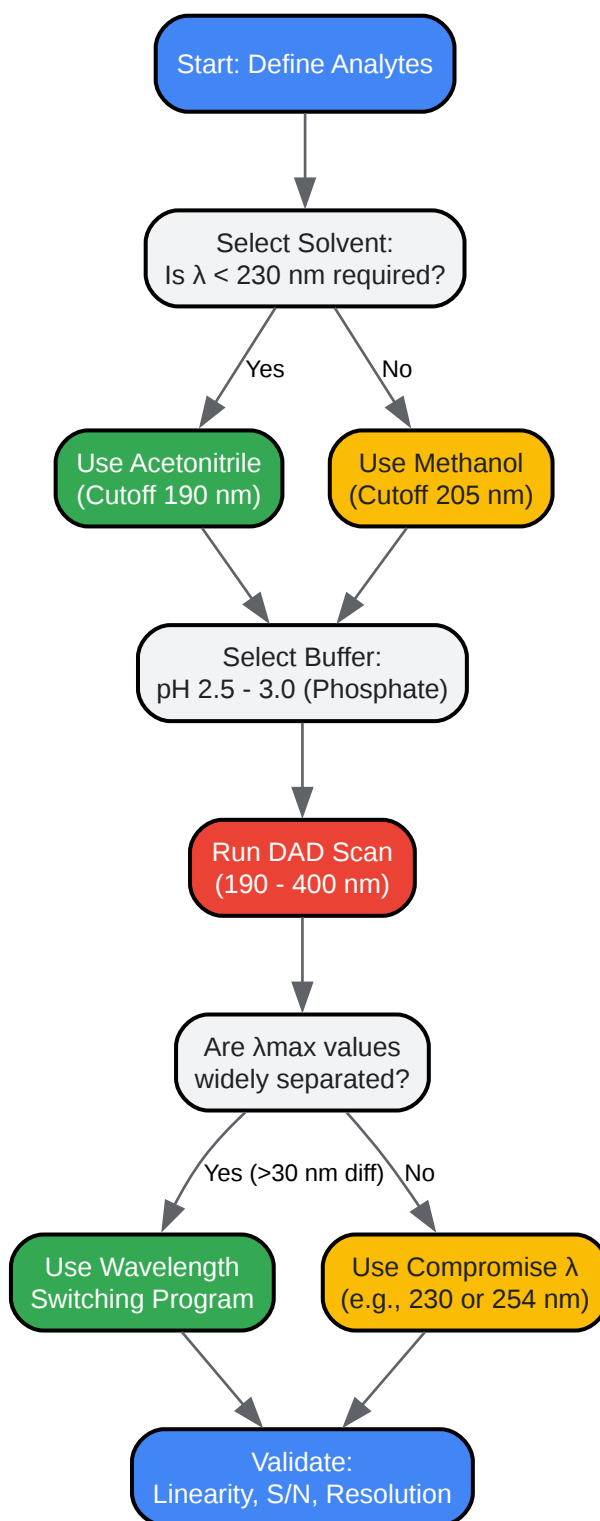 Start: Define Analytes
Select Solvent:
Is λ < 230 nm required?
Yes
No
Use Acetonitrile
(Cutoff 190 nm)
Use Methanol
(Cutoff 205 nm)
Select Buffer:
pH 2.5 - 3.0 (Phosphate)
Run DAD Scan
(190 - 400 nm)
Are λmax values
widely separated?
Yes (>30 nm diff)
No
Use Wavelength
Switching Program
Use Compromise λ
(e.g., 230 or 254 nm)
Validate:
Linearity, S/N, Resolution